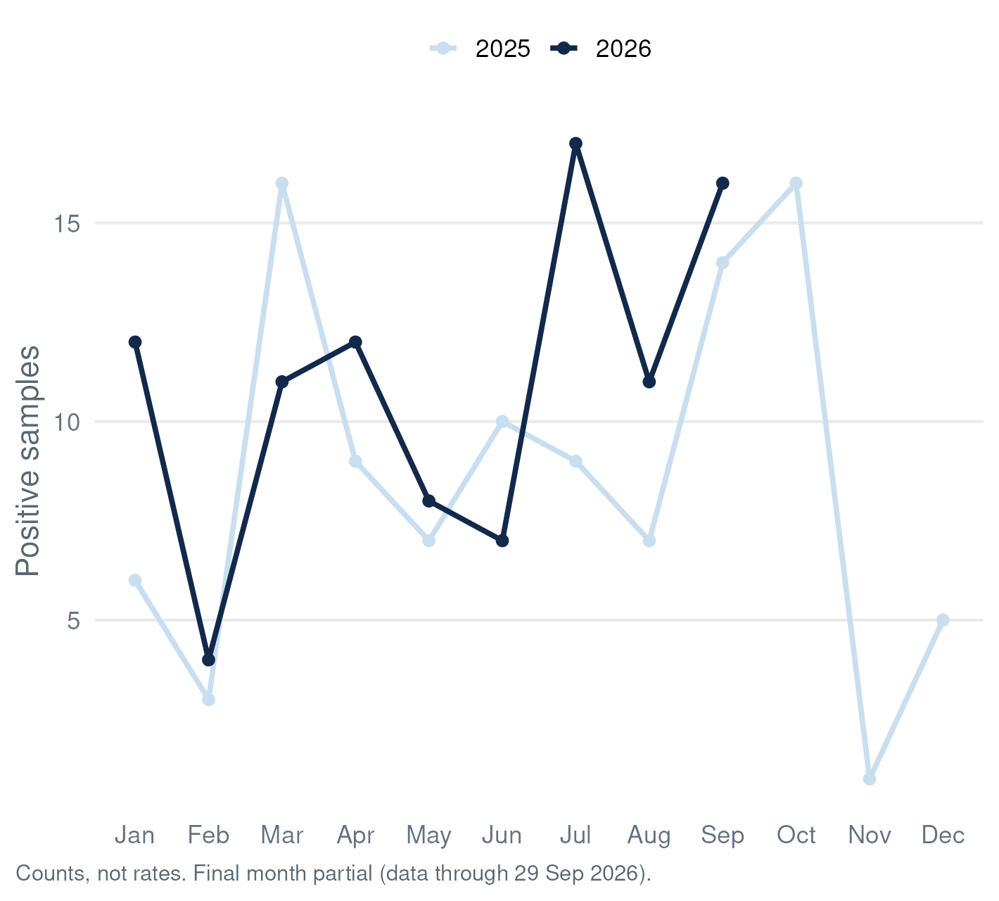 2025 2026
15
10
5
Positive samples
Jan Feb Mar Apr May Jun Jul Aug Sep Oct Nov Dec
Counts, not rates. Final month partial (data through 29 Sep 2026).